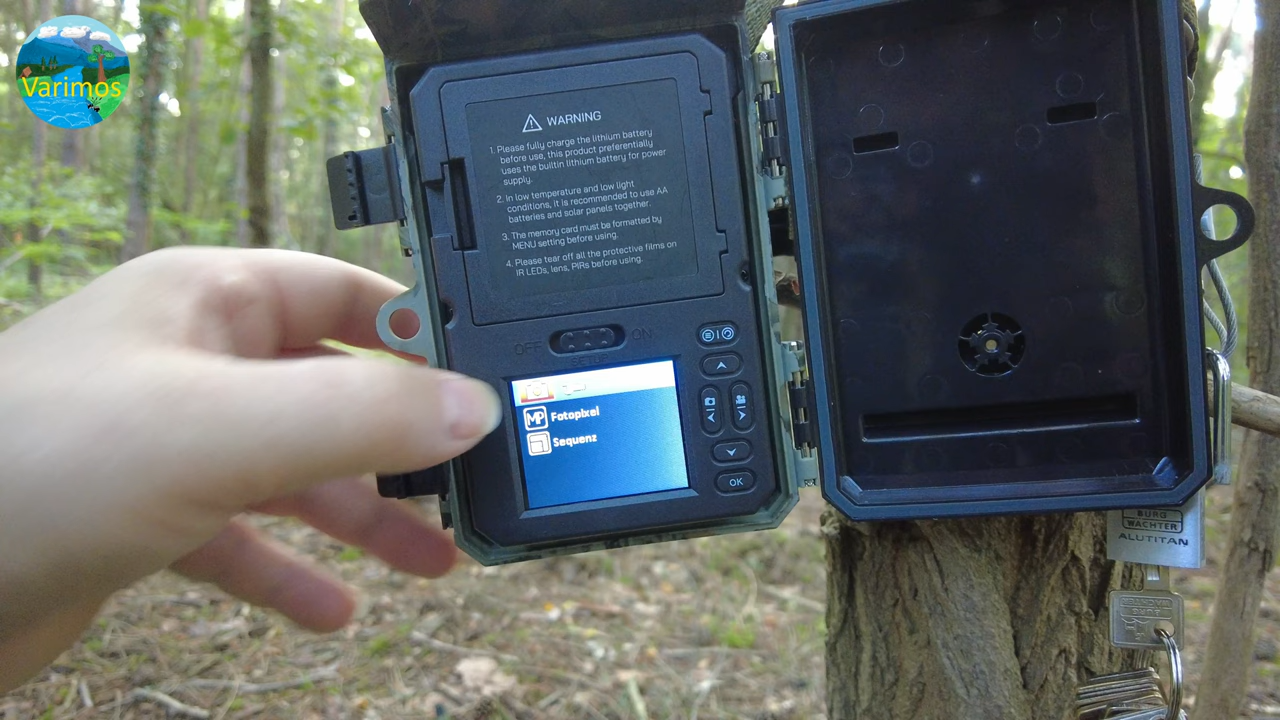 Varimos
WARNING
1. Please fully charge the lithium battery
before use, this product preferentially
uses the builtin lithium battery for power
supply.
2. In low temperature and low light
conditions, it is recommended to use AA
batteries and solar panels together.
3. The memory card must be formatted by
MENU setting before using.
4. Please tear off all the protective films on
IR LEDs, lens, PIRs before using.
OFF ON
SETUP
MP Fotopixel
Sequenz
OK
BURG
WÄCHTER
ALUTITAN